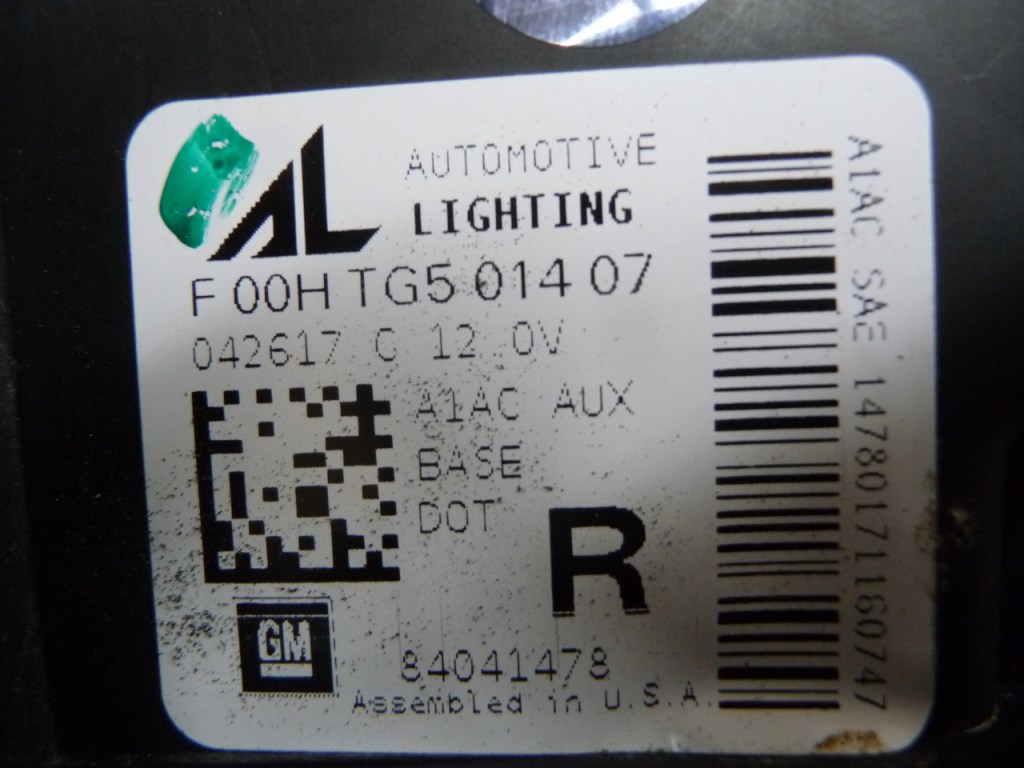 AL
AUTOMOTIVE
LIGHTING
F 00H TG5 014 07
042617 C 12.0V
A1AC AUX
BASE
DOT
R
GM
84041478
Assembled in U.S.A.
A1AC SAE 14780171160747